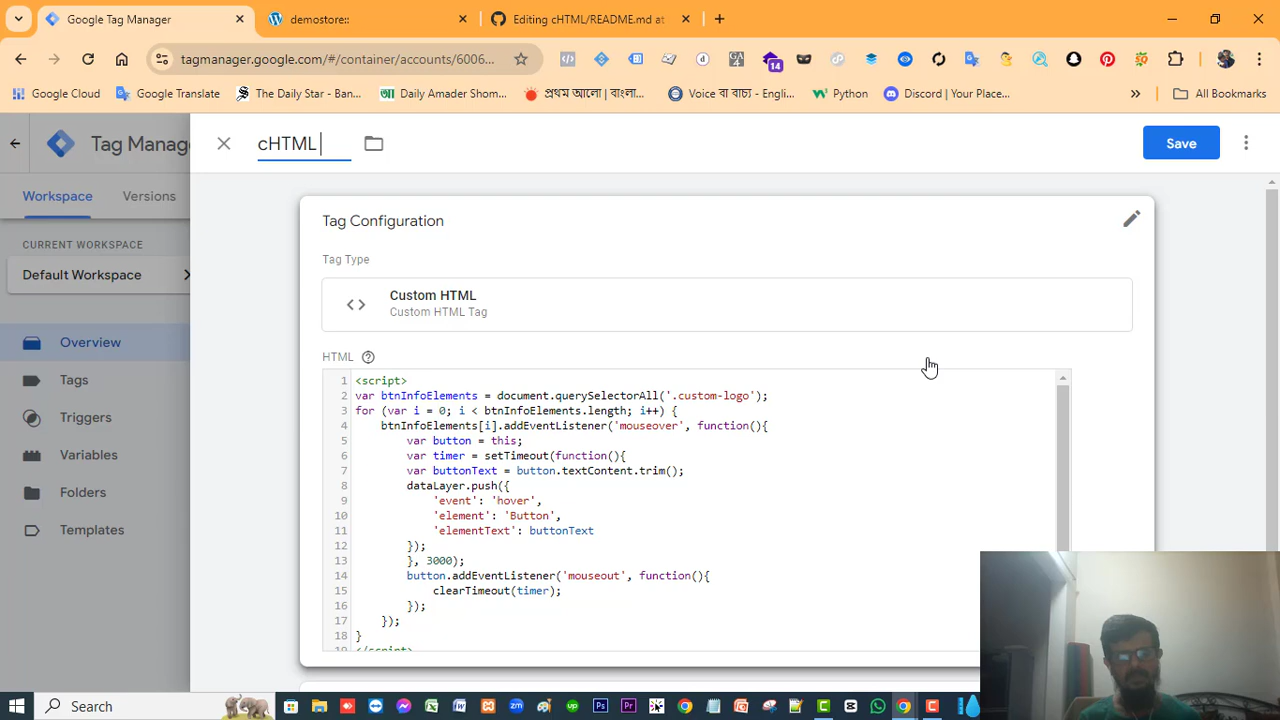 Google Tag Manager
demostore::
Editing cHTML/README.md at
tagmanager.google.com/#/container/accounts/6006...
14
Google Cloud
Google Translate
The Daily Star - Ban...
Daily Amader Shom...
প্রথম আলো | বাংলা...
Voice বা বাচ্য - Engli...
Python
Discord | Your Place...
All Bookmarks
Tag Manag
cHTML
Save
Workspace
Versions
CURRENT WORKSPACE
Default Workspace
Overview
Tags
Triggers
Variables
Folders
Templates
Tag Configuration
Tag Type
Custom HTML
Custom HTML Tag
HTML
1 <script>
2 var btnInfoElements = document.querySelectorAll('.custom-logo');
3 for (var i = 0; i < btnInfoElements.length; i++) {
4 btnInfoElements[i].addEventListener('mouseover', function(){
5 var button = this;
6 var timer = setTimeout(function(){
7 var buttonText = button.textContent.trim();
8 dataLayer.push({
9 'event': 'hover',
10 'element': 'Button',
11 'elementText': buttonText
12 });
13 }, 3000);
14 button.addEventListener('mouseout', function(){
15 clearTimeout(timer);
16 });
17 });
18 }
19 </script>
Search